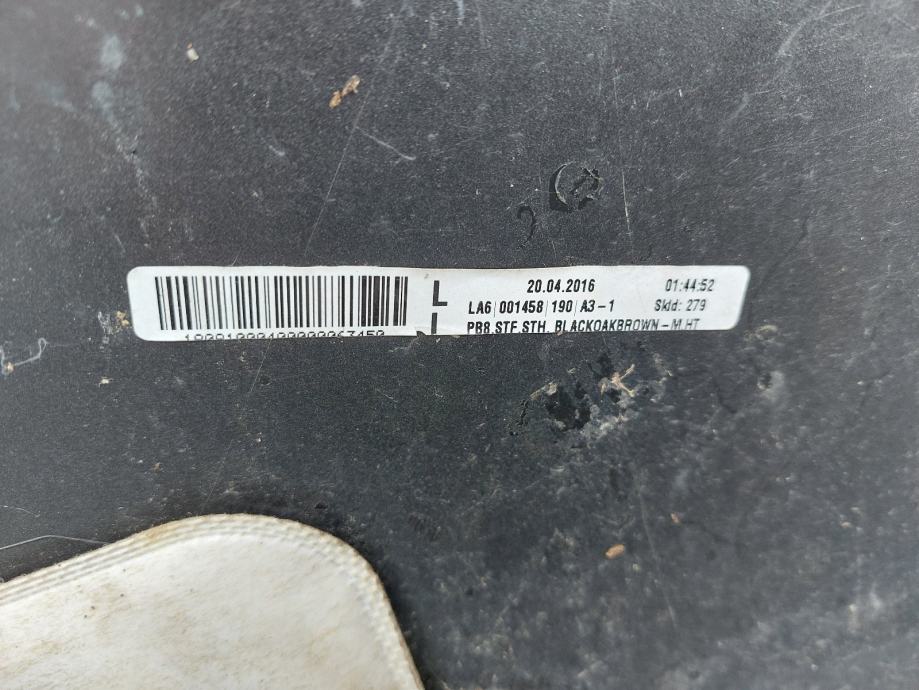 L 20.04.2016 01:44:52
LA6 001458 190 A3-1 Skid: 279
PB8.STF.STH. BLACKOAKBROWN-M.HT